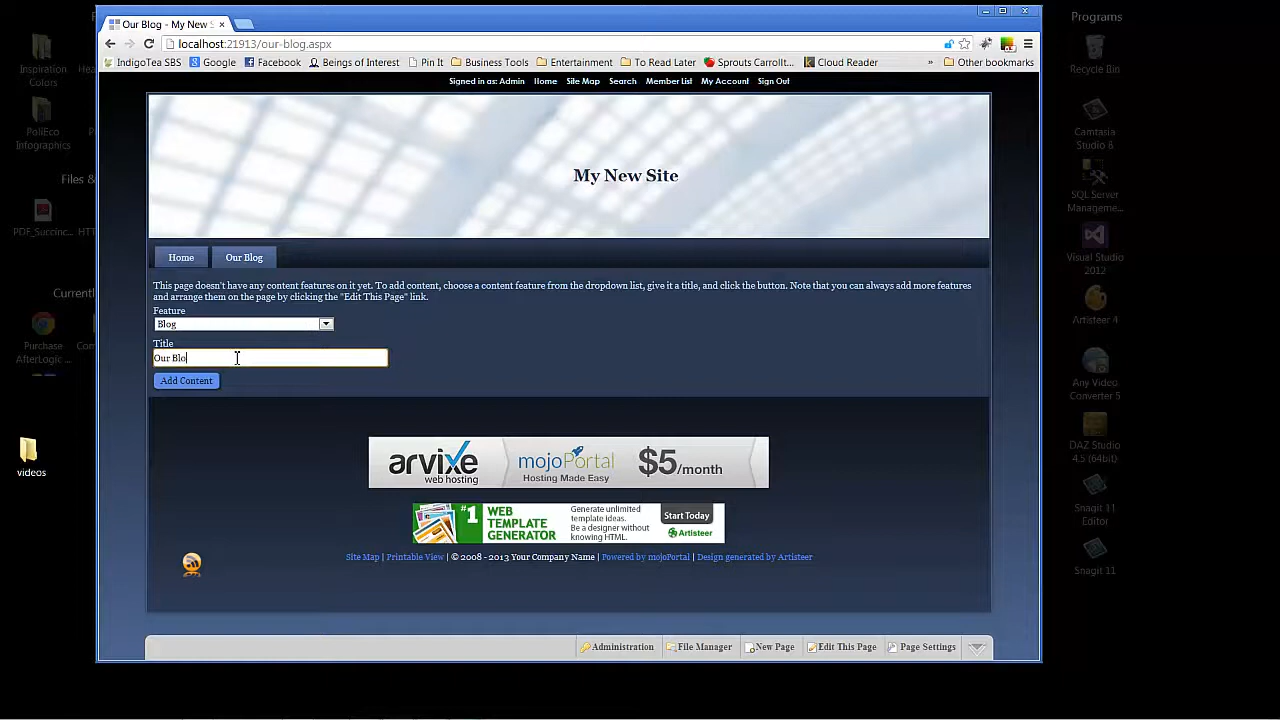 Our Blog - My New S
localhost:21913/our-blog.aspx
IndigoTea SBS
Google
Facebook
Beings of Interest
Pin It
Business Tools
Entertainment
To Read Later
Cloud Reader
»
Other bookmarks
Signed in as: Admin Home Site Map Search Member List My Account Sign Out
My New Site
Home
Our Blog
This page doesn't have any content features on it yet. To add content, choose a content feature from the dropdown list, give it a title, and click the button. Note that you can always add more features
and arrange them on the page by clicking the "Edit This Page" link.
Feature
Blog
Title
Our Blo
Add Content
arvixe
web hosting
mojoPortal
Hosting Made Easy
$5/month
#1
WEB
TEMPLATE
GENERATOR
Generate unlimited
template ideas.
Be a designer without
knowing HTML.
Start Today
Artisteer
Site Map | Printable View | © 2008 - 2013 Your Company Name | Powered by mojoPortal | Design generated by Artisteer
Administration
File Manager
New Page
Edit This Page
Page Settings
Inspiration
Colors
PoliEco
Infographics
Files &
PDF_Succinc...
Currentl
Purchase
AfterLogic ...
videos
Programs
Recycle Bin
Camtasia
Studio 8
SQL Server
Manageme...
Visual Studio
2012
Artisteer 4
Any Video
Converter 5
DAZ Studio
4.5 (64bit)
Snagit 11
Editor
Snagit 11